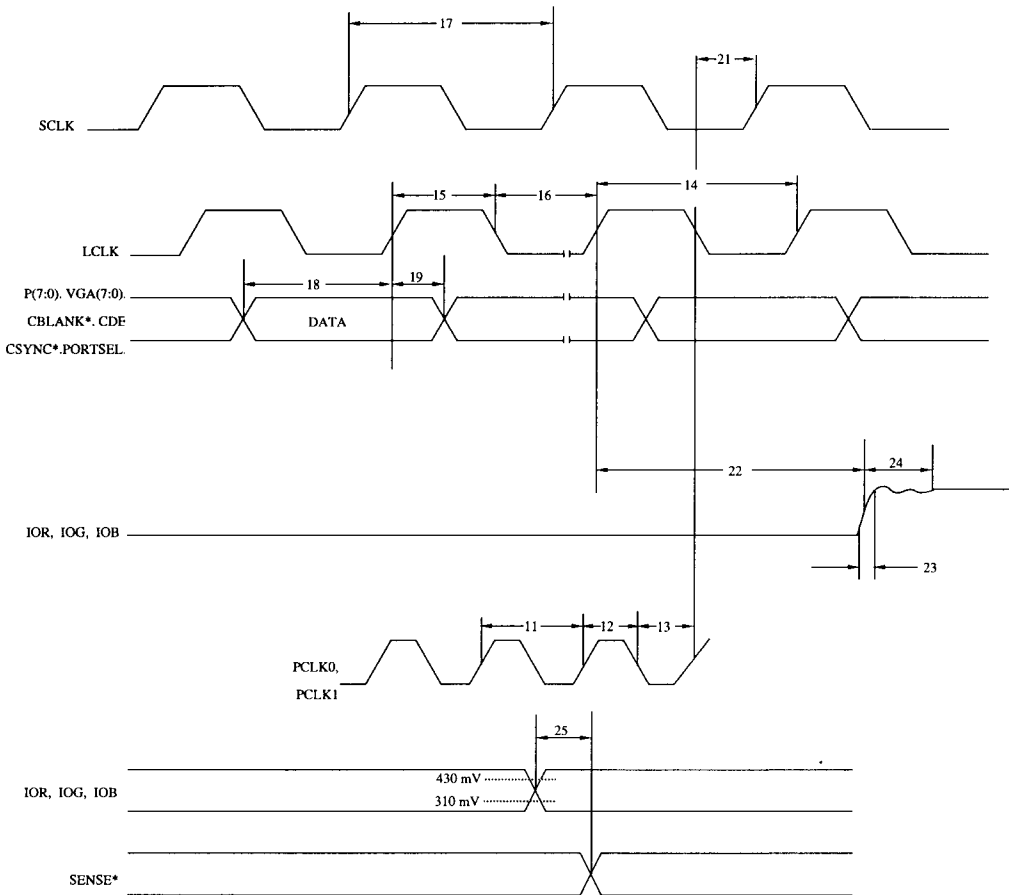 17
21
SCLK
15
16
14
LCLK
18
19
P(7:0). VGA(7:0).
CBLANK*. CDE
DATA
CSYNC*.PORTSEL.
22
24
IOR, IOG, IOB
23
11
12
13
PCLK0,
PCLK1
25
430 mV
IOR, IOG, IOB
310 mV
SENSE*